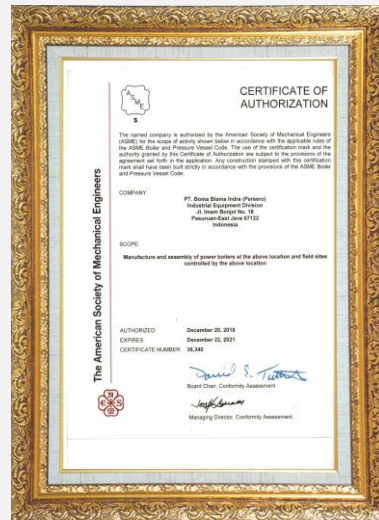 ASME
S
CERTIFICATE OF
AUTHORIZATION
The named company is authorized by the American Society of Mechanical Engineers
(ASME) for the scope of activity shown below in accordance with the applicable rules of
the ASME Boiler and Pressure Vessel Code. The use of the certification mark and the
authority granted by this Certificate of Authorization are subject to the provisions of the
agreement set forth in the application. Any construction stamped with this certification
mark shall have been built strictly in accordance with the provisions of the ASME Boiler
and Pressure Vessel Code.
COMPANY
PT. Boma Bisma Indra (Persero)
Industrial Equipment Division
Jl. Imam Bonjol No. 18
Pasuruan-East Java 67122
Indonesia
SCOPE
Manufacture and assembly of power boilers at the above location and field sites
controlled by the above location
AUTHORIZED December 20, 2018
EXPIRES December 22, 2021
CERTIFICATE NUMBER 36,340
Board Chair, Conformity Assessment
Managing Director, Conformity Assessment
The American Society of Mechanical Engineers